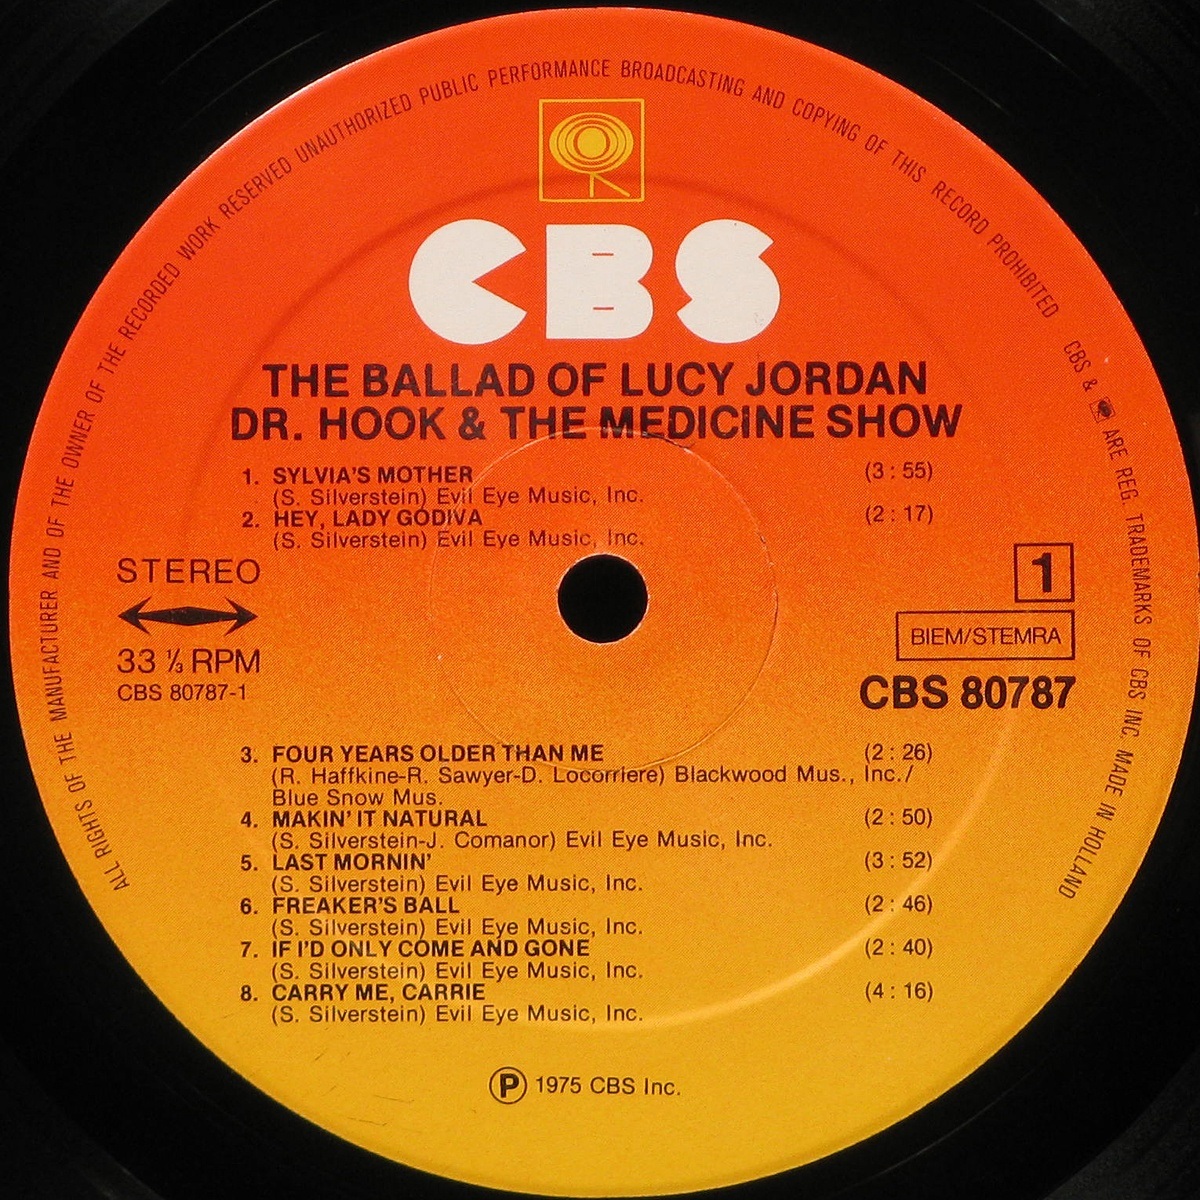 ALL RIGHTS OF THE MANUFACTURER AND OF THE OWNER OF THE RECORDED WORK RESERVED UNAUTHORIZED PUBLIC PERFORMANCE BROADCASTING AND COPYING OF THIS RECORD PROHIBITED
CBS & ARE REG. TRADEMARKS OF CBS INC. MADE IN HOLLAND
CBS
THE BALLAD OF LUCY JORDAN
DR. HOOK & THE MEDICINE SHOW
1. SYLVIA'S MOTHER (3 : 55)
(S. Silverstein) Evil Eye Music, Inc.
2. HEY, LADY GODIVA (2 : 17)
(S. Silverstein) Evil Eye Music, Inc.
STEREO
33 ⅓ RPM
CBS 80787-1
1
BIEM/STEMRA
CBS 80787
3. FOUR YEARS OLDER THAN ME (2 : 26)
(R. Haffkine-R. Sawyer-D. Locorriere) Blackwood Mus., Inc./
Blue Snow Mus.
4. MAKIN' IT NATURAL (2 : 50)
(S. Silverstein-J. Comanor) Evil Eye Music, Inc.
5. LAST MORNIN' (3 : 52)
(S. Silverstein) Evil Eye Music, Inc.
6. FREAKER'S BALL (2 : 46)
(S. Silverstein) Evil Eye Music, Inc.
7. IF I'D ONLY COME AND GONE (2 : 40)
(S. Silverstein) Evil Eye Music, Inc.
8. CARRY ME, CARRIE (4 : 16)
(S. Silverstein) Evil Eye Music, Inc.
Ⓟ 1975 CBS Inc.